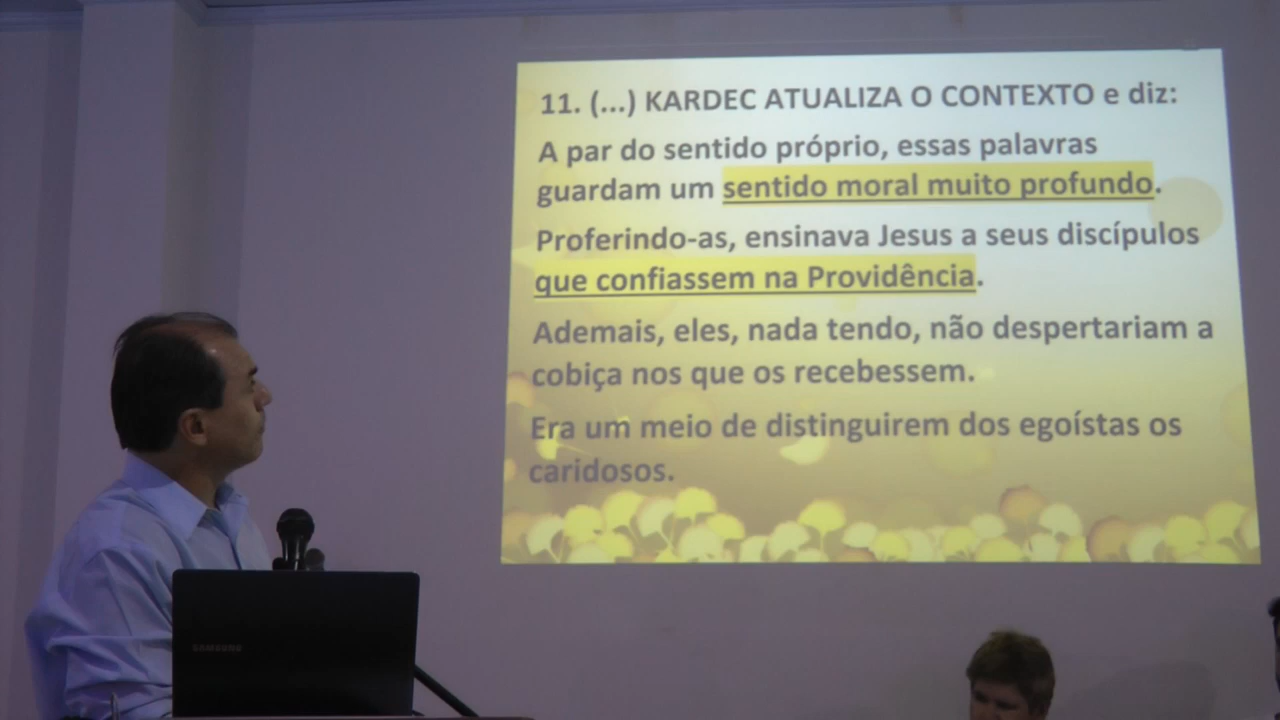 11. (...) KARDEC ATUALIZA O CONTEXTO e diz:
A par do sentido próprio, essas palavras
guardam um sentido moral muito profundo.
Proferindo-as, ensinava Jesus a seus discípulos
que confiassem na Providência.
Ademais, eles, nada tendo, não despertariam a
cobiça nos que os recebessem.
Era um meio de distinguirem dos egoístas os
caridosos.
SAMSUNG